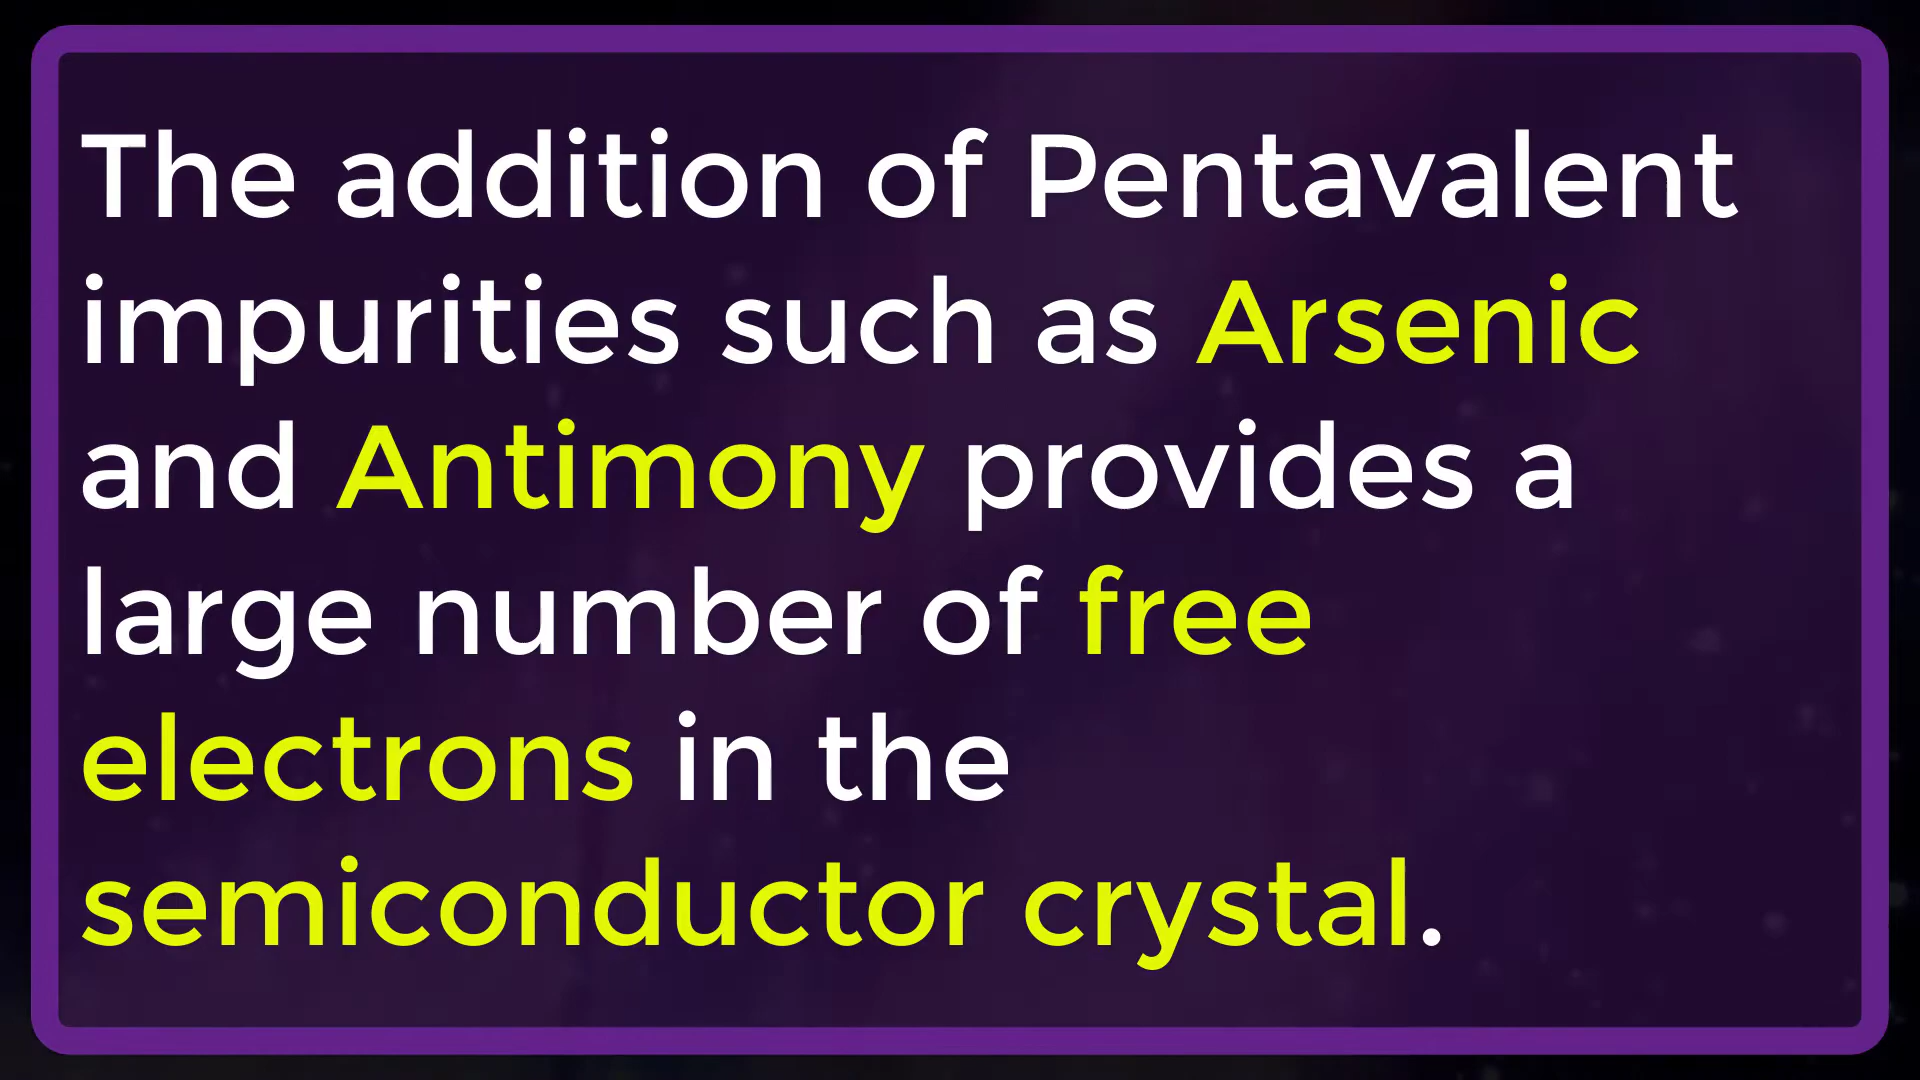 The addition of Pentavalent
impurities such as Arsenic
and Antimony provides a
large number of free
electrons in the
semiconductor crystal.